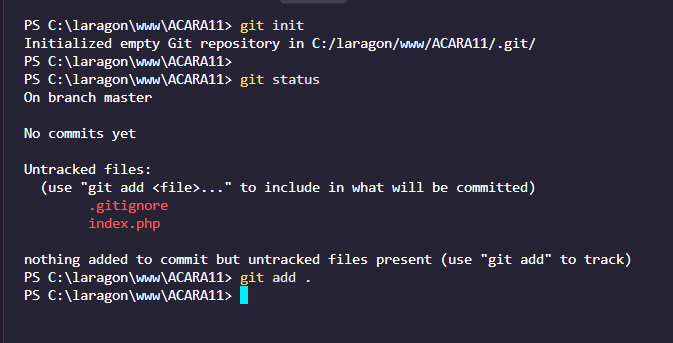 PS C:\laragon\www\ACARA11> git init
Initialized empty Git repository in C:/laragon/www/ACARA11/.git/
PS C:\laragon\www\ACARA11>
PS C:\laragon\www\ACARA11> git status
On branch master
No commits yet
Untracked files:
  (use "git add <file>..." to include in what will be committed)
        .gitignore
        index.php
nothing added to commit but untracked files present (use "git add" to track)
PS C:\laragon\www\ACARA11> git add .
PS C:\laragon\www\ACARA11>